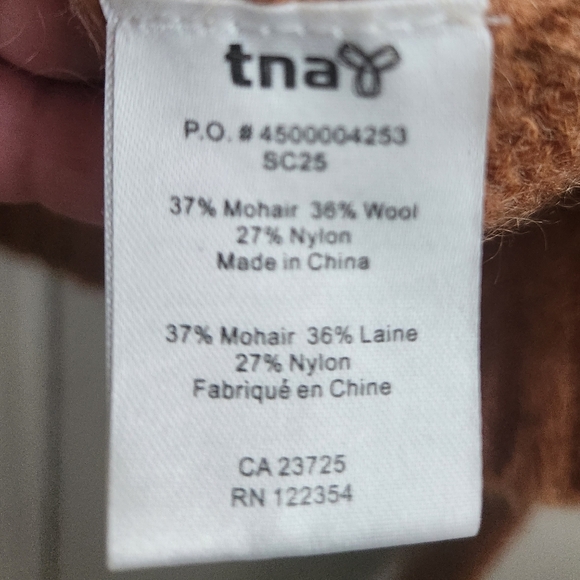 tna
P.O. # 4500004253
SC25
37% Mohair 36% Wool
27% Nylon
Made in China
37% Mohair 36% Laine
27% Nylon
Fabriqué en Chine
CA 23725
RN 122354